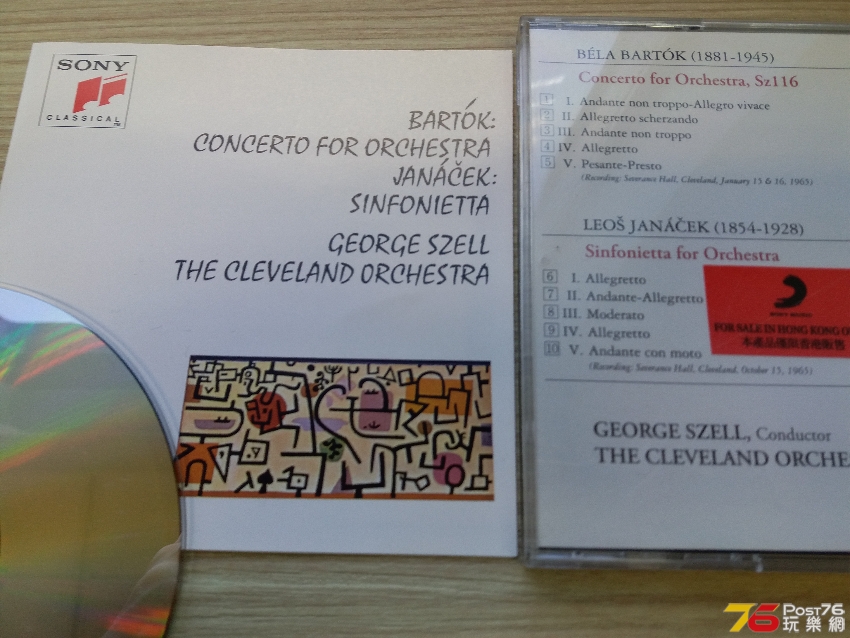 SONY
CLASSICAL™
BARTÓK:
CONCERTO FOR ORCHESTRA
JANÁČEK:
SINFONIETTA
GEORGE SZELL
THE CLEVELAND ORCHESTRA
BÉLA BARTÓK (1881-1945)
Concerto for Orchestra, Sz116
1 I. Andante non troppo-Allegro vivace
2 II. Allegretto scherzando
3 III. Andante non troppo
4 IV. Allegretto
5 V. Pesante-Presto
(Recording: Severance Hall, Cleveland, January 15 & 16, 1965)
LEOŠ JANÁČEK (1854-1928)
Sinfonietta for Orchestra
6 I. Allegretto
7 II. Andante-Allegretto
8 III. Moderato
9 IV. Allegretto
10 V. Andante con moto
(Recording: Severance Hall, Cleveland, October 15, 1965)
FOR SALE IN HONG KONG O
本產品僅限香港販售
GEORGE SZELL, Conductor
THE CLEVELAND ORCHE
76 Post76
玩樂網